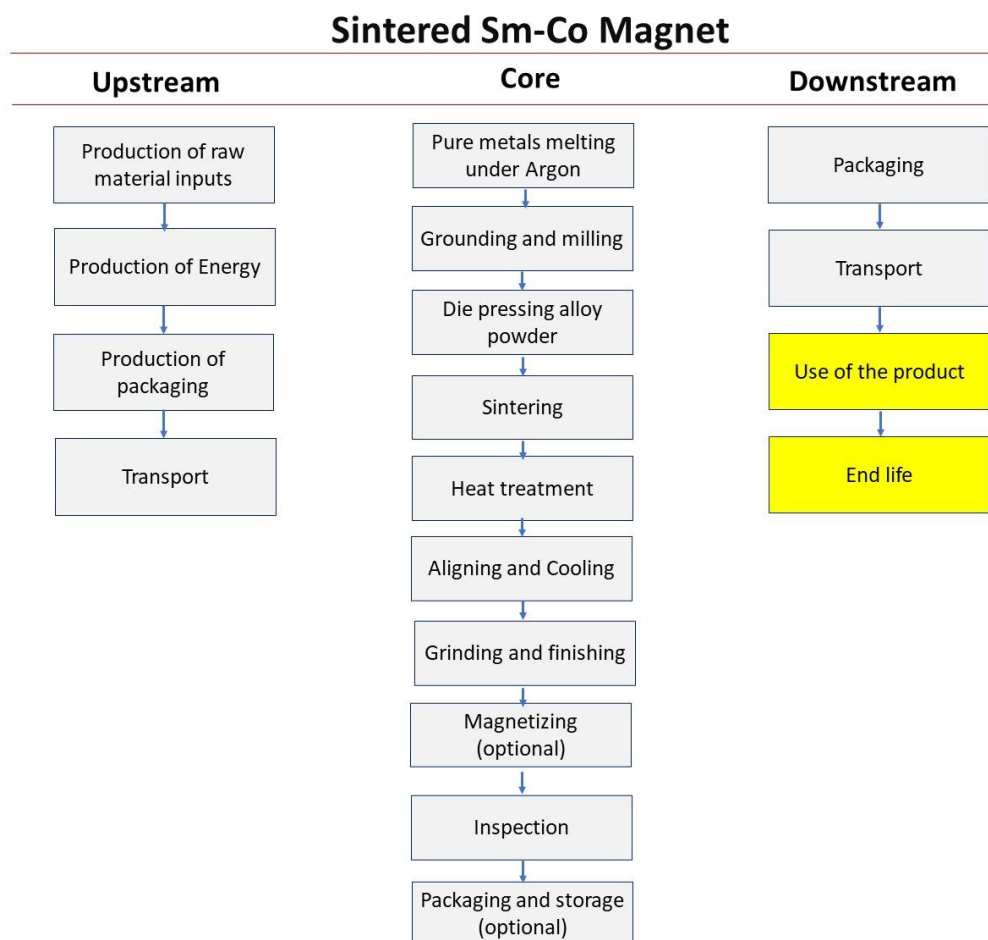 Sintered Sm-Co Magnet
Upstream
Core
Downstream
Production of raw
material inputs
Production of Energy
Production of
packaging
Transport
Pure metals melting
under Argon
Grounding and milling
Die pressing alloy
powder
Sintering
Heat treatment
Aligning and Cooling
Grinding and finishing
Magnetizing
(optional)
Inspection
Packaging and storage
(optional)
Packaging
Transport
Use of the product
End life